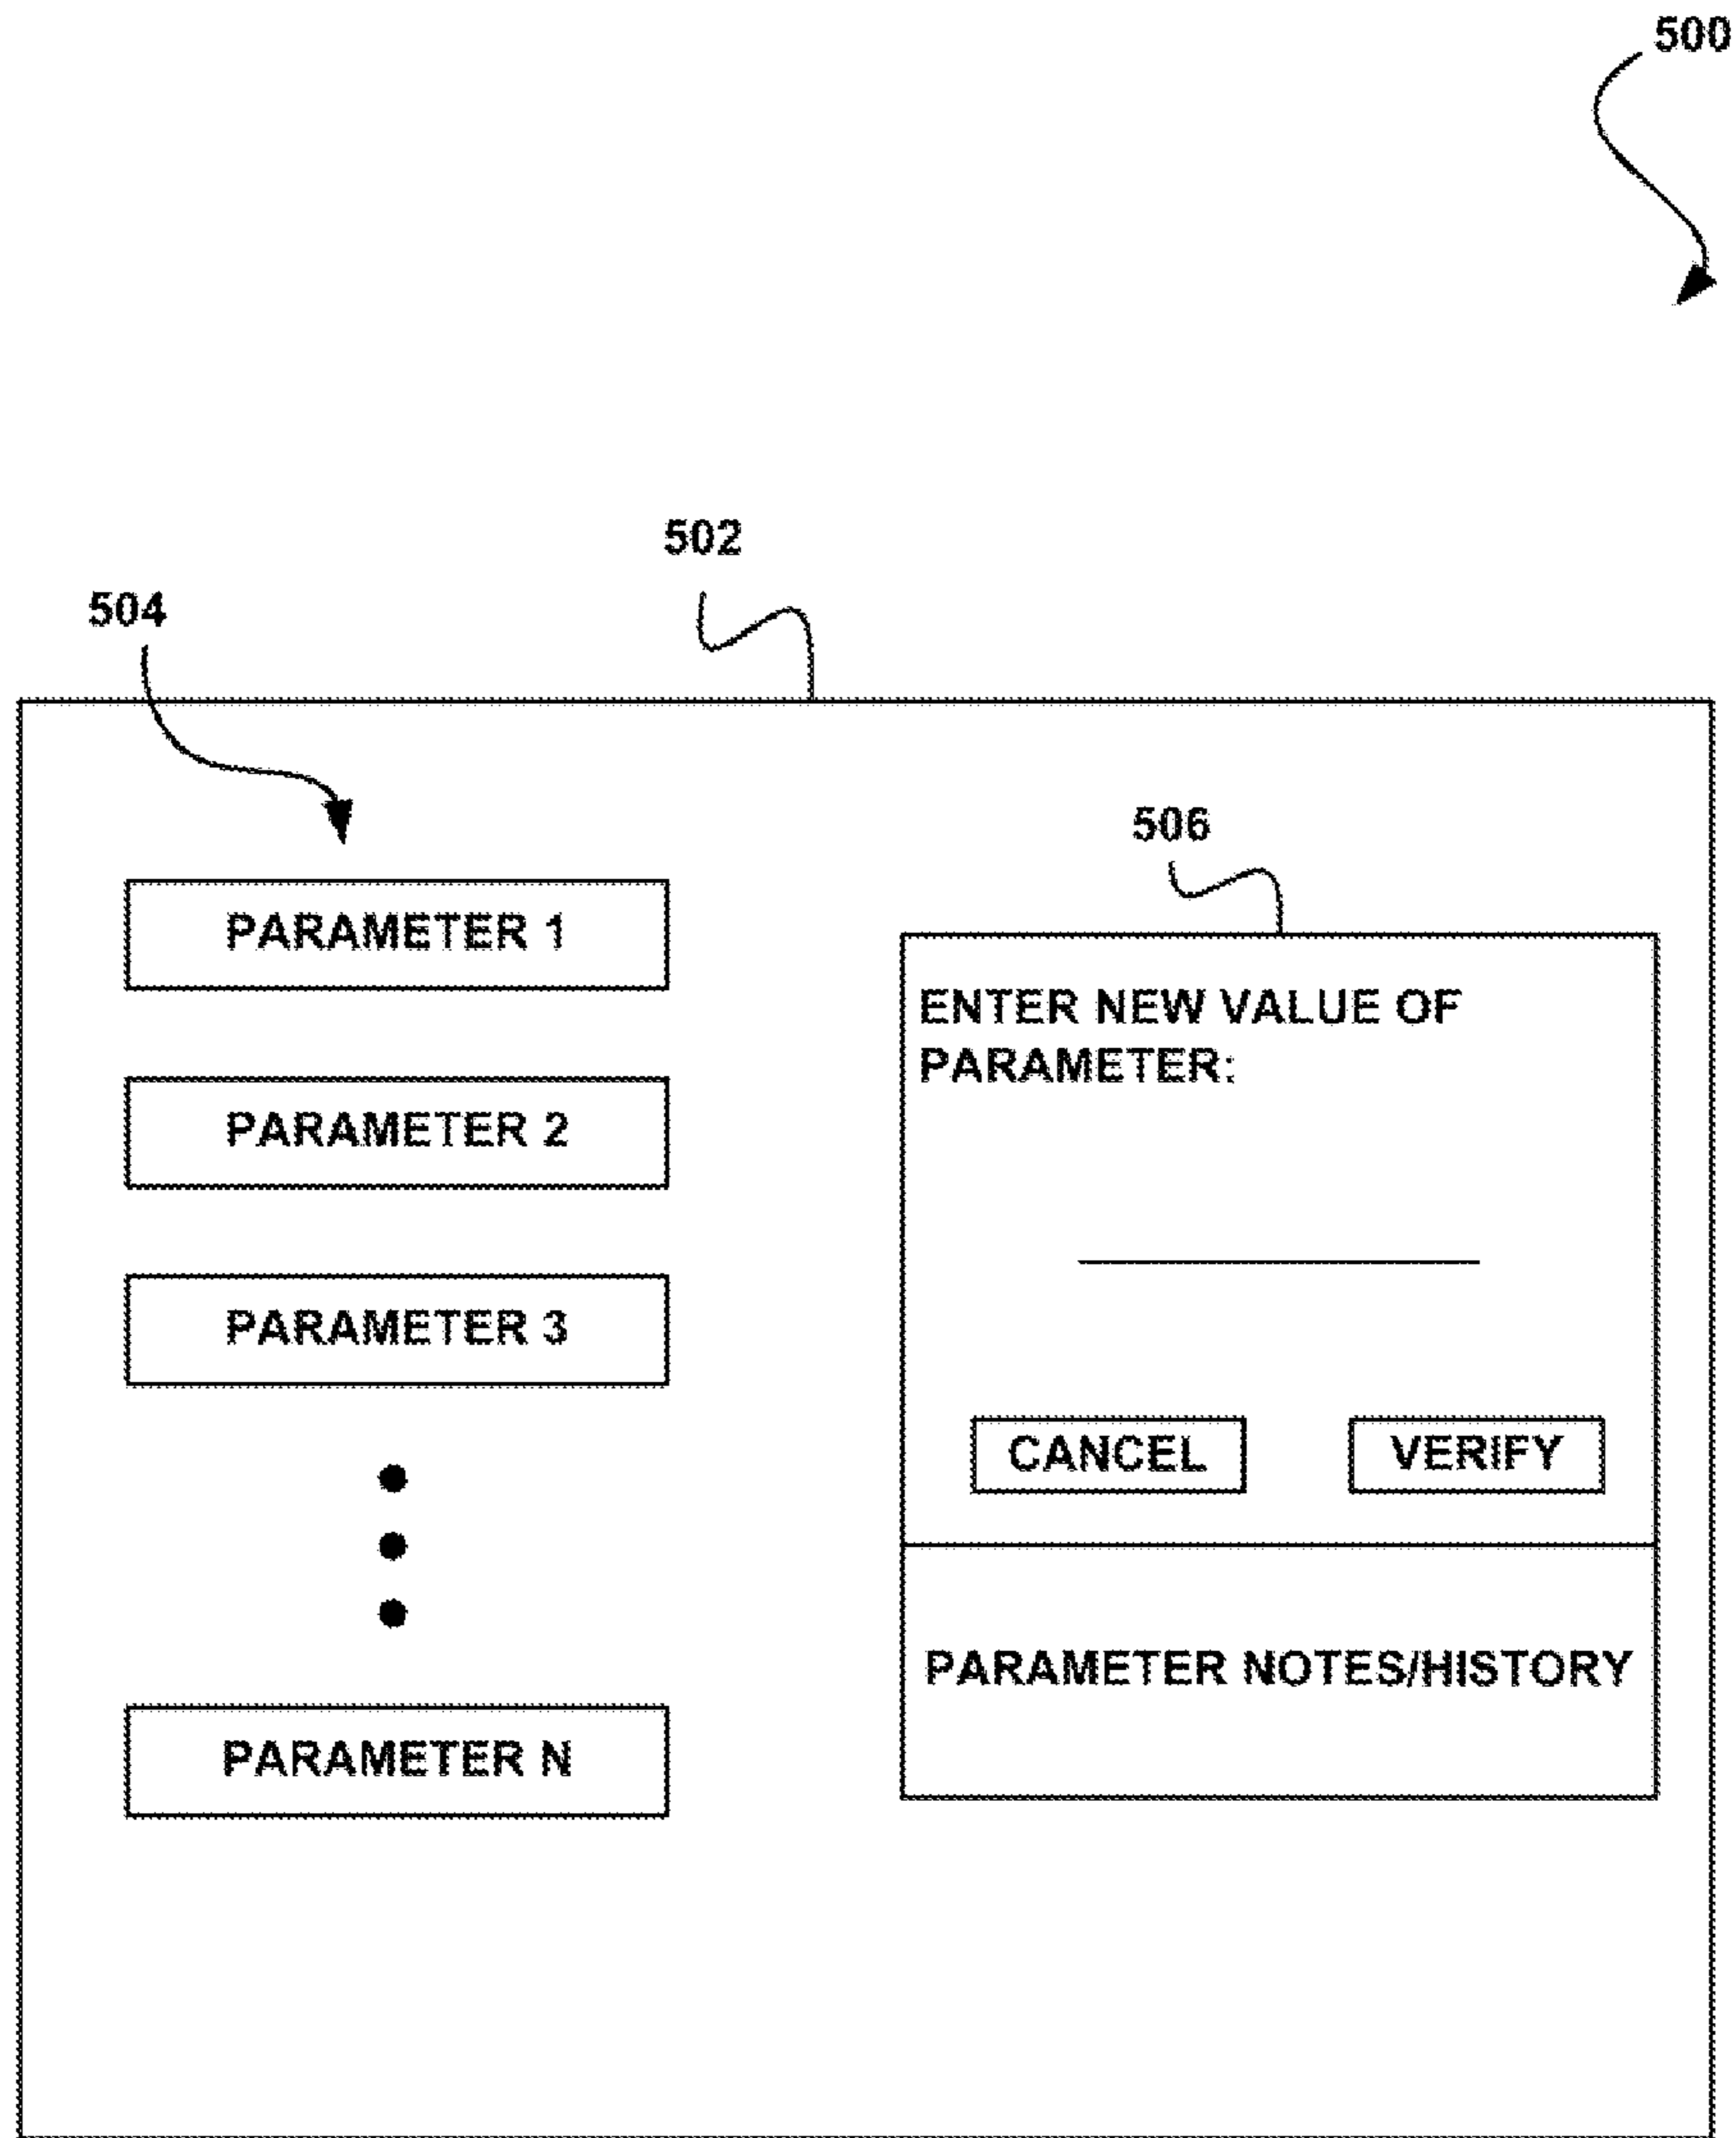 500
502
504
506
PARAMETER 1
PARAMETER 2
PARAMETER 3
PARAMETER N
ENTER NEW VALUE OF
PARAMETER:
CANCEL VERIFY
PARAMETER NOTES/HISTORY